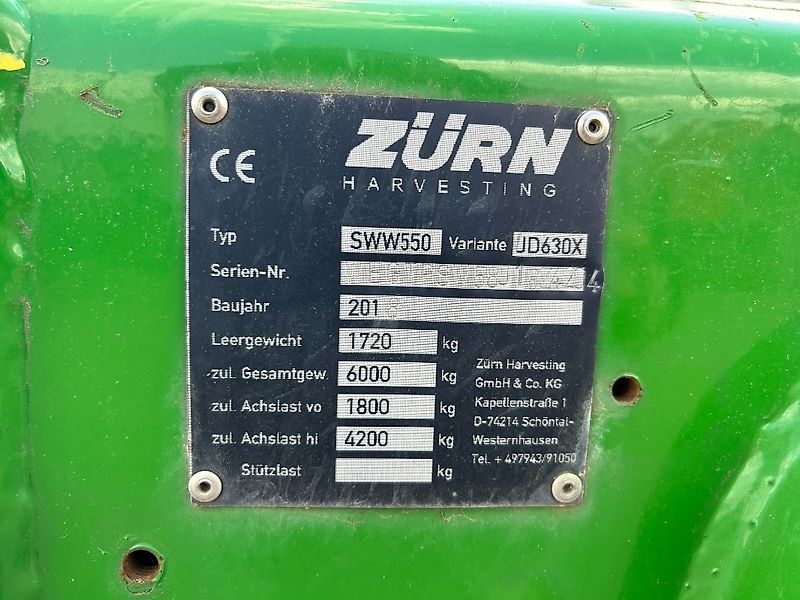 CE
ZÜRN
HARVESTING
Typ SWW550 Variante JD630X
Serien-Nr.
Baujahr 201
Leergewicht 1720 kg
zul. Gesamtgew. 6000 kg
zul. Achslast vo 1800 kg
zul. Achslast hi 4200 kg
Stützlast kg
Zürn Harvesting
GmbH & Co. KG
Kapellenstraße 1
D-74214 Schöntal-
Westernhausen
Tel. + 497943/91050